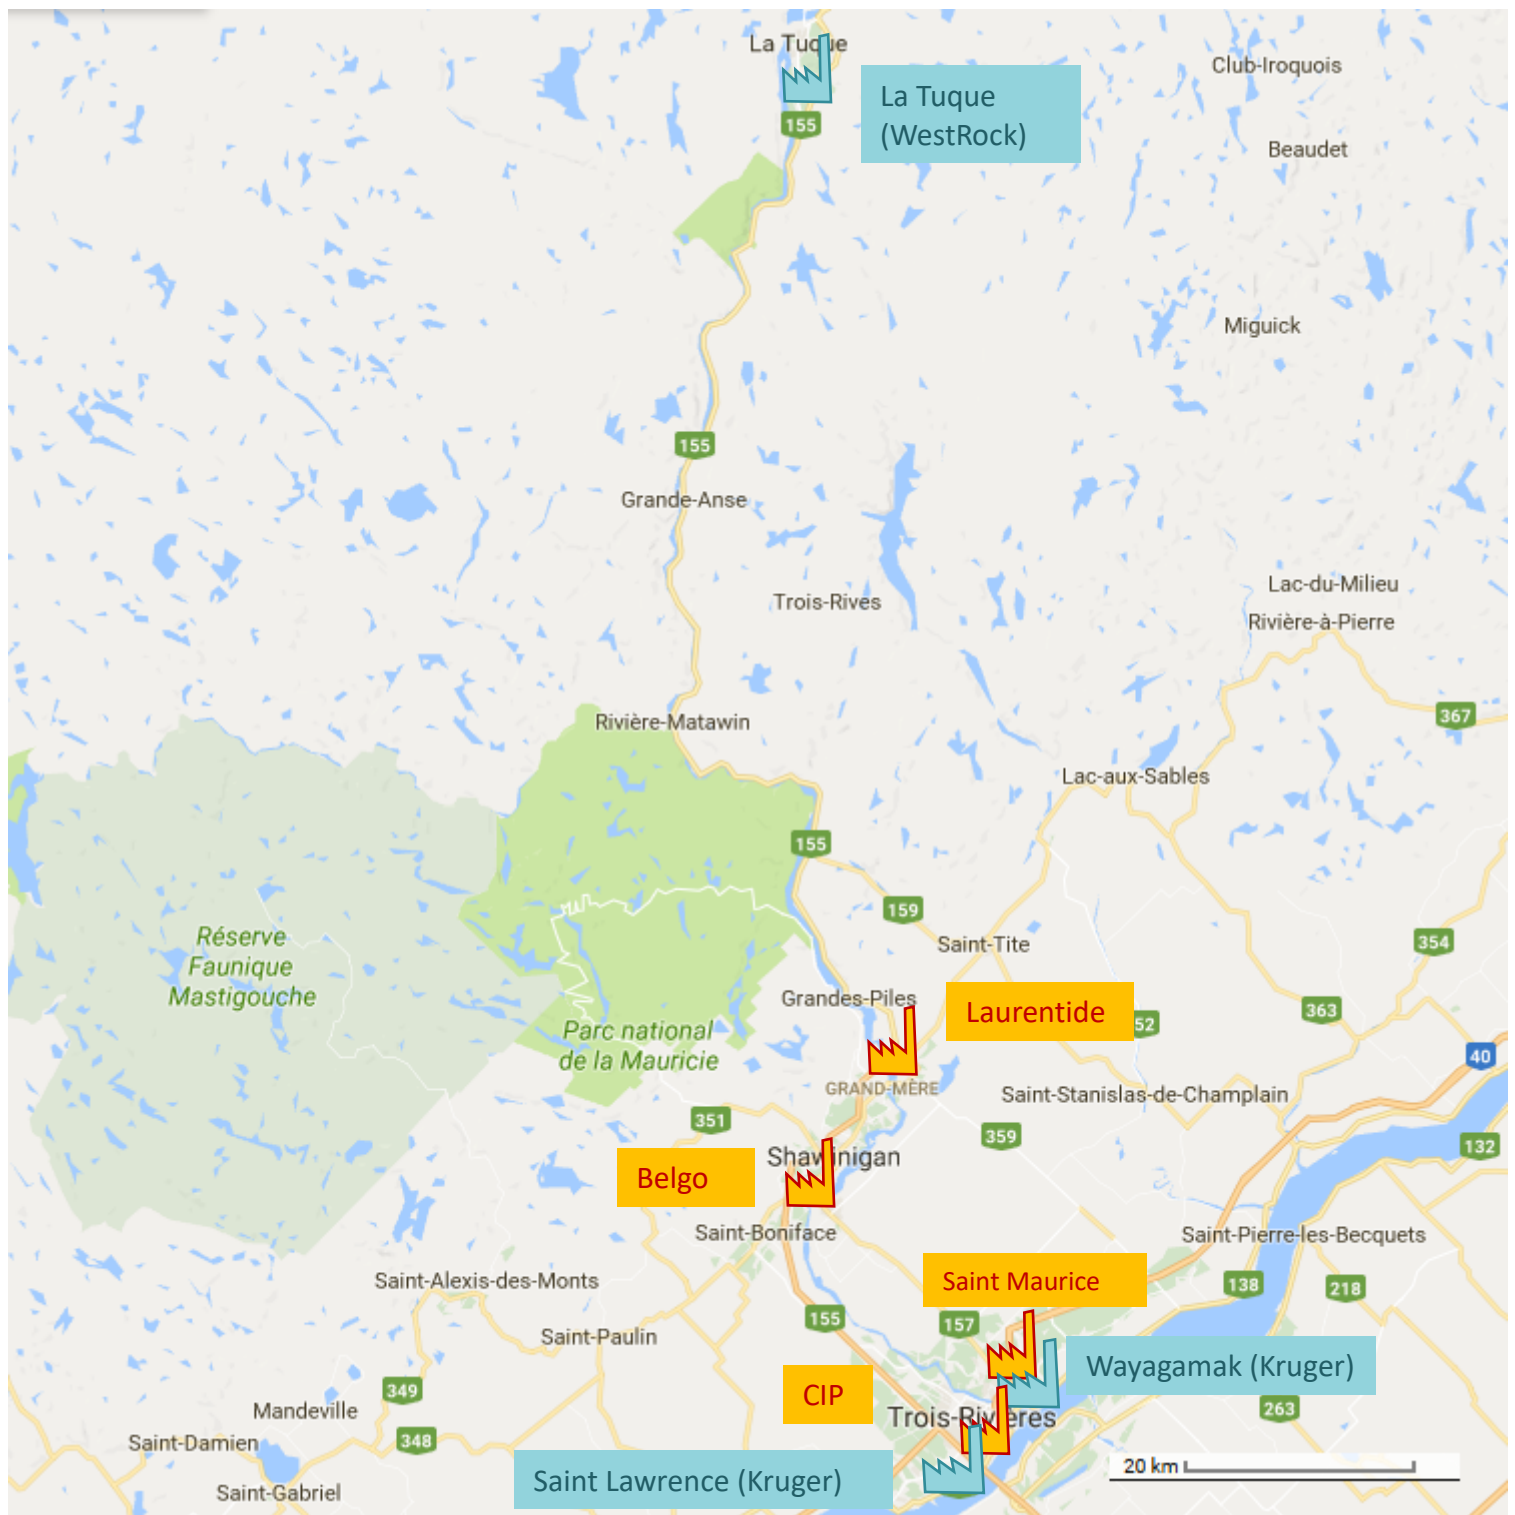 La Tuque
Club-Iroquois
La Tuque
(WestRock)
155
Beaudet
Miguick
155
Grande-Anse
Lac-du-Milieu
Trois-Rives
Rivière-à-Pierre
367
Rivière-Matawin
Lac-aux-Sables
155
159
Réserve
Faunique
Mastigouche
Saint-Tite
354
Grandes-Piles
Laurentide
52
363
Parc national
de la Mauricie
40
GRAND-MÈRE
Saint-Stanislas-de-Champlain
351
359
132
Shawinigan
Belgo
Saint-Boniface
Saint-Pierre-les-Becquets
Saint-Alexis-des-Monts
Saint Maurice
138
218
155
157
Saint-Paulin
Wayagamak (Kruger)
349
CIP
263
Mandeville
Trois-Rivières
Saint-Damien
348
20 km
Saint Lawrence (Kruger)
Saint-Gabriel